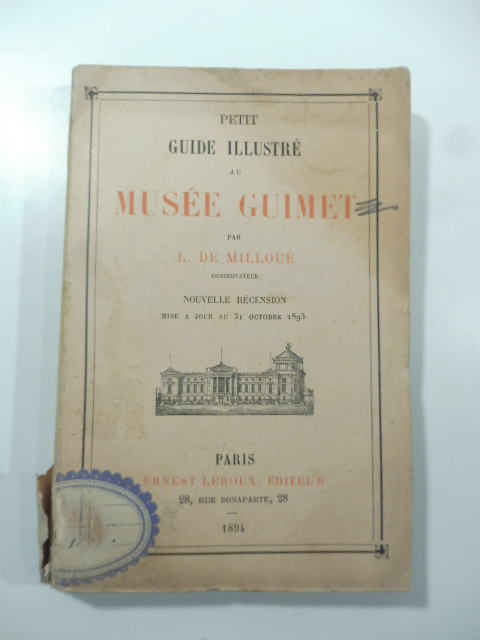 PETIT
GUIDE ILLUSTRÉ
AU
MUSÉE GUIMET
PAR
L. DE MILLOUÉ
CONSERVATEUR
NOUVELLE RÉCENSION
MISE A JOUR AU 31 OCTOBRE 1893
PARIS
ERNEST LEROUX, ÉDITEUR
28, RUE BONAPARTE, 28
1894